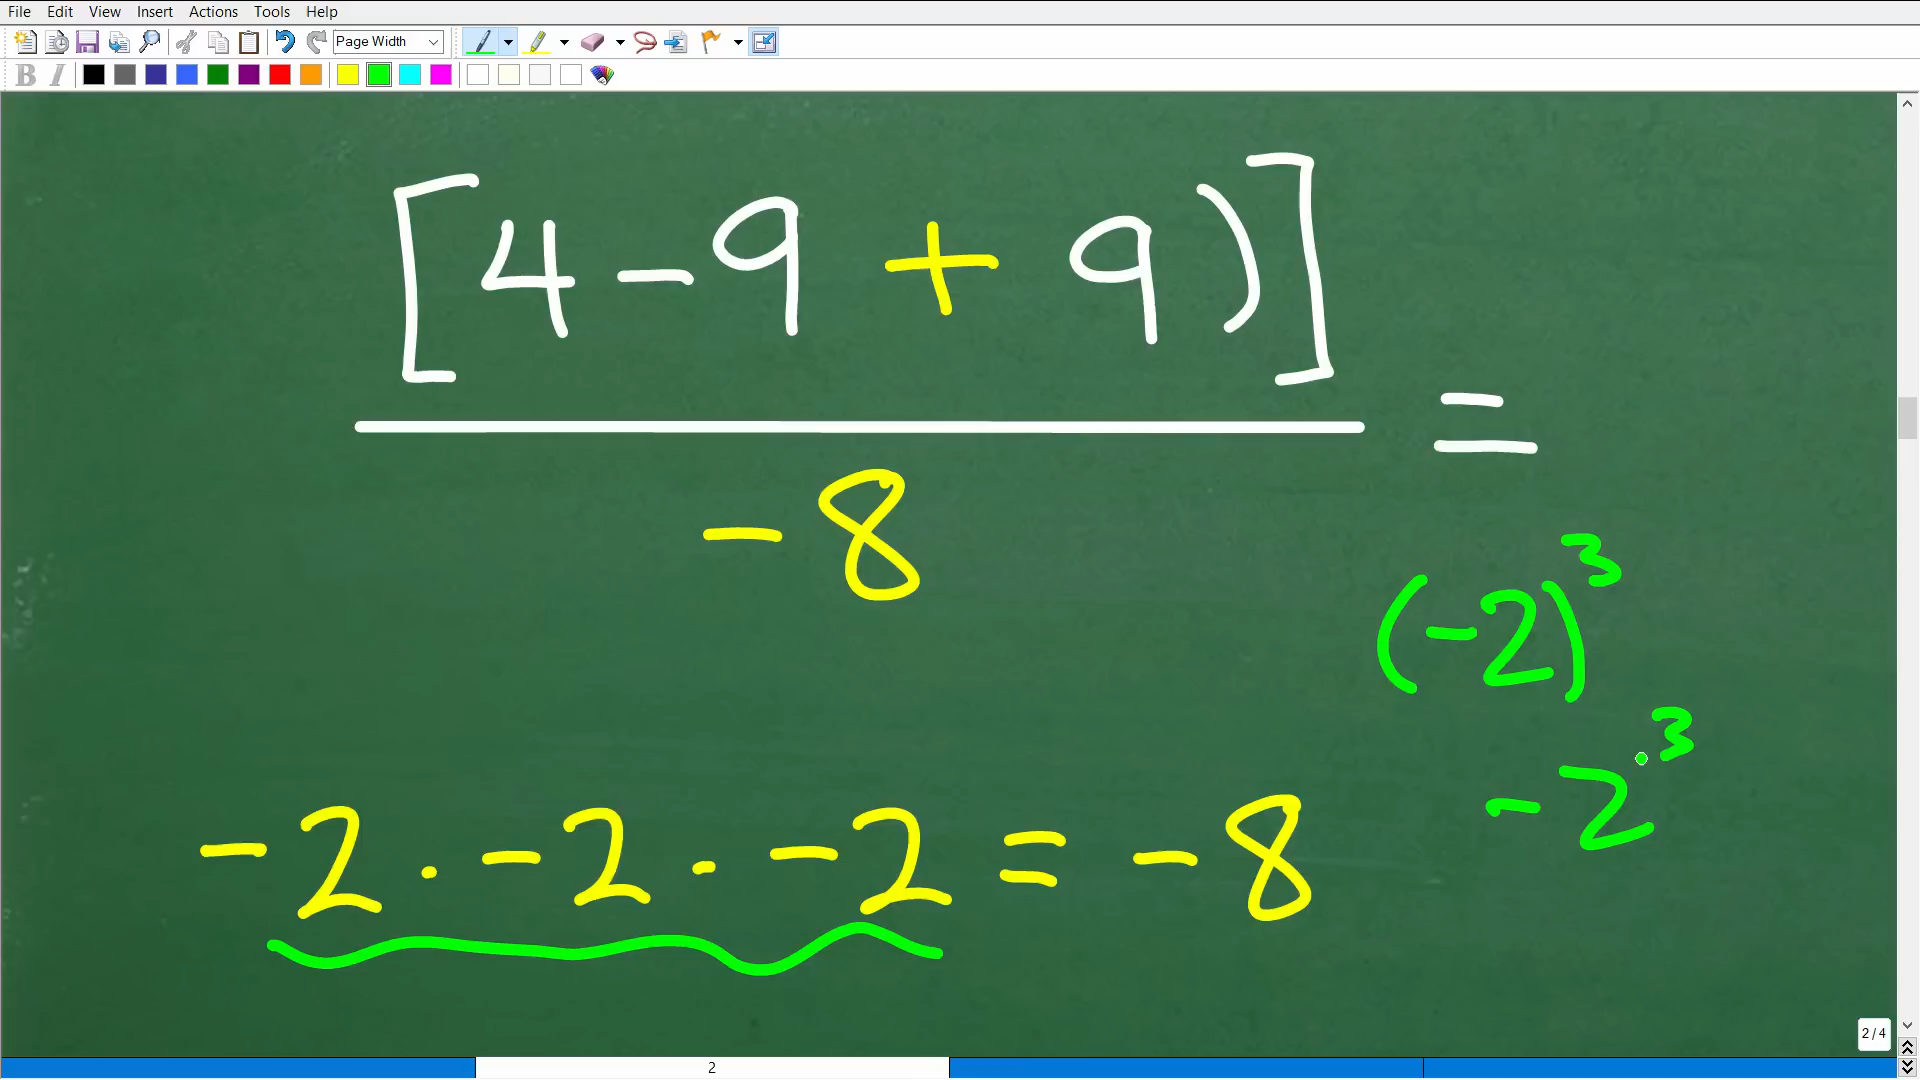 File Edit View Insert Actions Tools Help
Page Width
B I
[4 - 9 + 9)] =
- 8
(-2)³
- 2³
-2 · -2 · -2 = -8
2 / 4
2